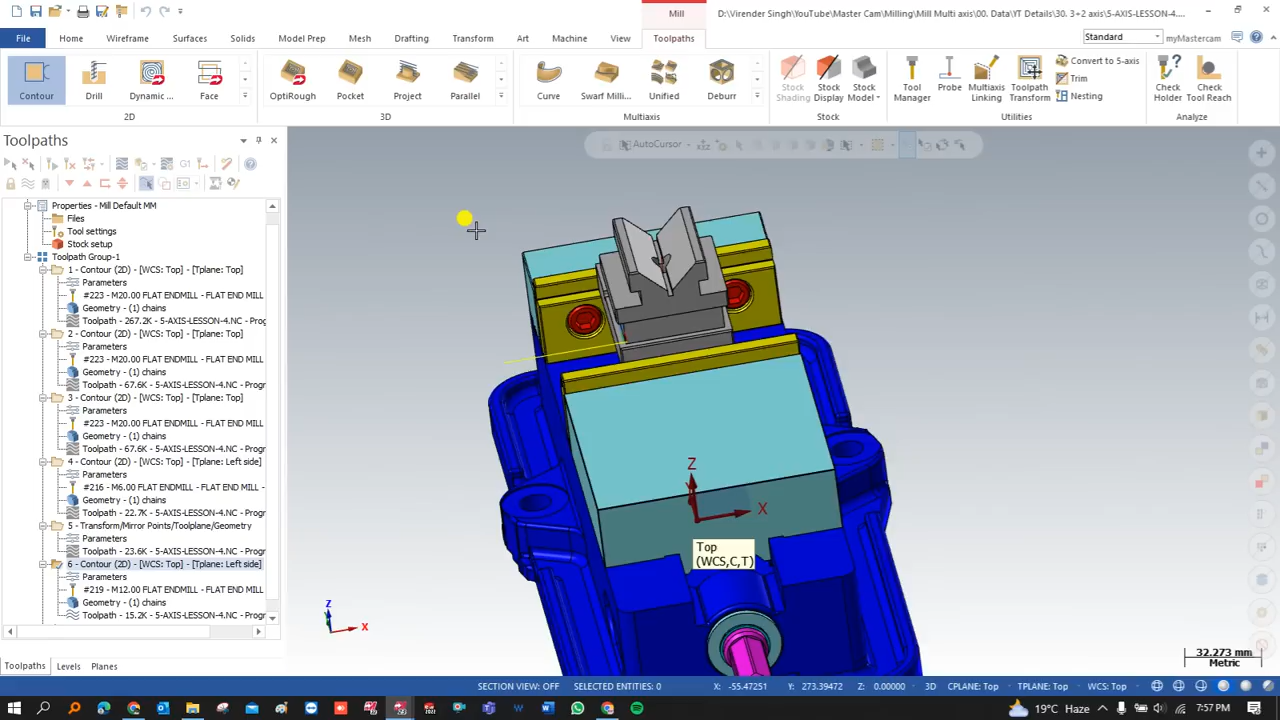 Mill
D:\Virender Singh\YouTube\Master Cam\Milling\Mill Multi axis\00. Data\YT Details\30. 3+2 axis\5-AXIS-LESSON-4....
File
Home
Wireframe
Surfaces
Solids
Model Prep
Mesh
Drafting
Transform
Art
Machine
View
Toolpaths
Standard
myMastercam
Contour
Drill
Dynamic ...
Face
OptiRough
Pocket
Project
Parallel
Curve
Swarf Milli...
Unified
Deburr
Stock Shading
Stock Display
Stock Model
Tool Manager
Probe
Multiaxis Linking
Toolpath Transform
Convert to 5-axis
Trim
Nesting
Check Holder
Check Tool Reach
2D
3D
Multiaxis
Stock
Utilities
Analyze
Toolpaths
AutoCursor
G1
Properties - Mill Default MM
Files
Tool settings
Stock setup
Toolpath Group-1
1 - Contour (2D) - [WCS: Top] - [Tplane: Top]
Parameters
#223 - M20.00 FLAT ENDMILL - FLAT END MILL
Geometry - (1) chains
Toolpath - 267.2K - 5-AXIS-LESSON-4.NC - Progr
2 - Contour (2D) - [WCS: Top] - [Tplane: Top]
Parameters
#223 - M20.00 FLAT ENDMILL - FLAT END MILL
Geometry - (1) chains
Toolpath - 67.6K - 5-AXIS-LESSON-4.NC - Progr
3 - Contour (2D) - [WCS: Top] - [Tplane: Top]
Parameters
#223 - M20.00 FLAT ENDMILL - FLAT END MILL
Geometry - (1) chains
Toolpath - 67.6K - 5-AXIS-LESSON-4.NC - Progr
4 - Contour (2D) - [WCS: Top] - [Tplane: Left side]
Parameters
#216 - M6.00 FLAT ENDMILL - FLAT END MILL
Geometry - (1) chains
Toolpath - 22.7K - 5-AXIS-LESSON-4.NC - Progr
5 - Transform/Mirror Points/Toolplane/Geometry
Parameters
Toolpath - 23.6K - 5-AXIS-LESSON-4.NC - Progr
6 - Contour (2D) - [WCS: Top] - [Tplane: Left side]
Parameters
#219 - M12.00 FLAT ENDMILL - FLAT END MILL
Geometry - (1) chains
Toolpath - 15.2K - 5-AXIS-LESSON-4.NC - Progr
Z
X
Top
(WCS,C,T)
Z
X
32.273 mm
Metric
Toolpaths
Levels
Planes
SECTION VIEW: OFF
SELECTED ENTITIES: 0
X: -55.47251
Y: 273.39472
Z: 0.00000
3D
CPLANE: Top
TPLANE: Top
WCS: Top
19°C Haze
7:57 PM